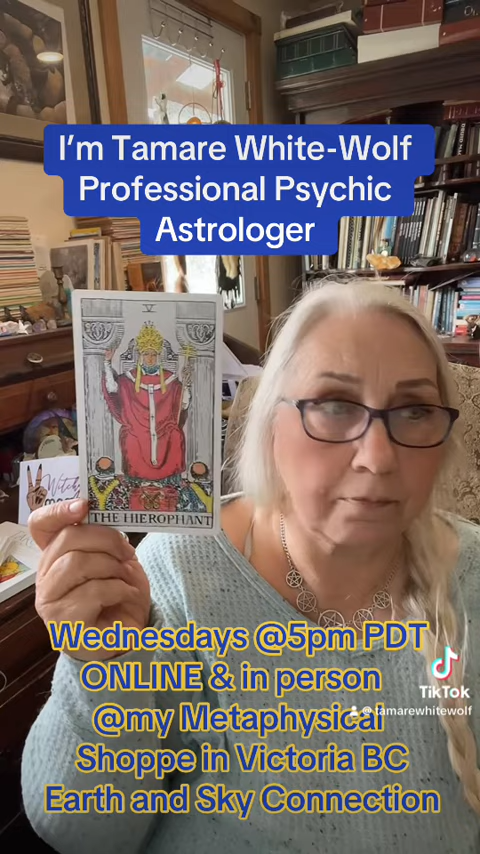 I'm Tamare White-Wolf
Professional Psychic
Astrologer
V
THE HIEROPHANT
Wednesdays @5pm PDT
ONLINE & in person
@my Metaphysical
Shoppe in Victoria BC
Earth and Sky Connection
TikTok
@tamarewhitewolf